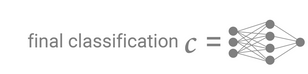 final classification c =